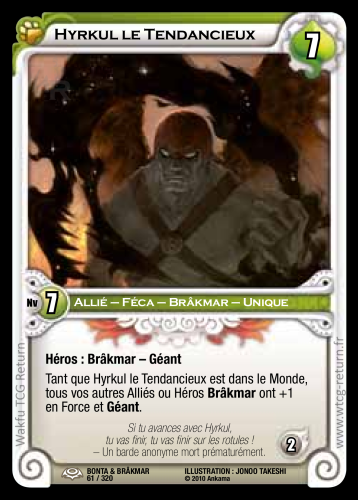 Hyrkul le Tendancieux
7
Nv 7 Allié – Féca – Brâkmar – Unique
Héros : Brâkmar – Géant
Tant que Hyrkul le Tendancieux est dans le Monde,
tous vos autres Alliés ou Héros Brâkmar ont +1
en Force et Géant.
Si tu avances avec Hyrkul,
tu vas finir, tu vas finir sur les rotules !
– Un barde anonyme mort prématurément.
2
BONTA & BRÂKMAR
61 / 320
ILLUSTRATION : JONOO TAKESHI
© 2010 Ankama
Wakfu TCG Return
www.wtcg-return.fr